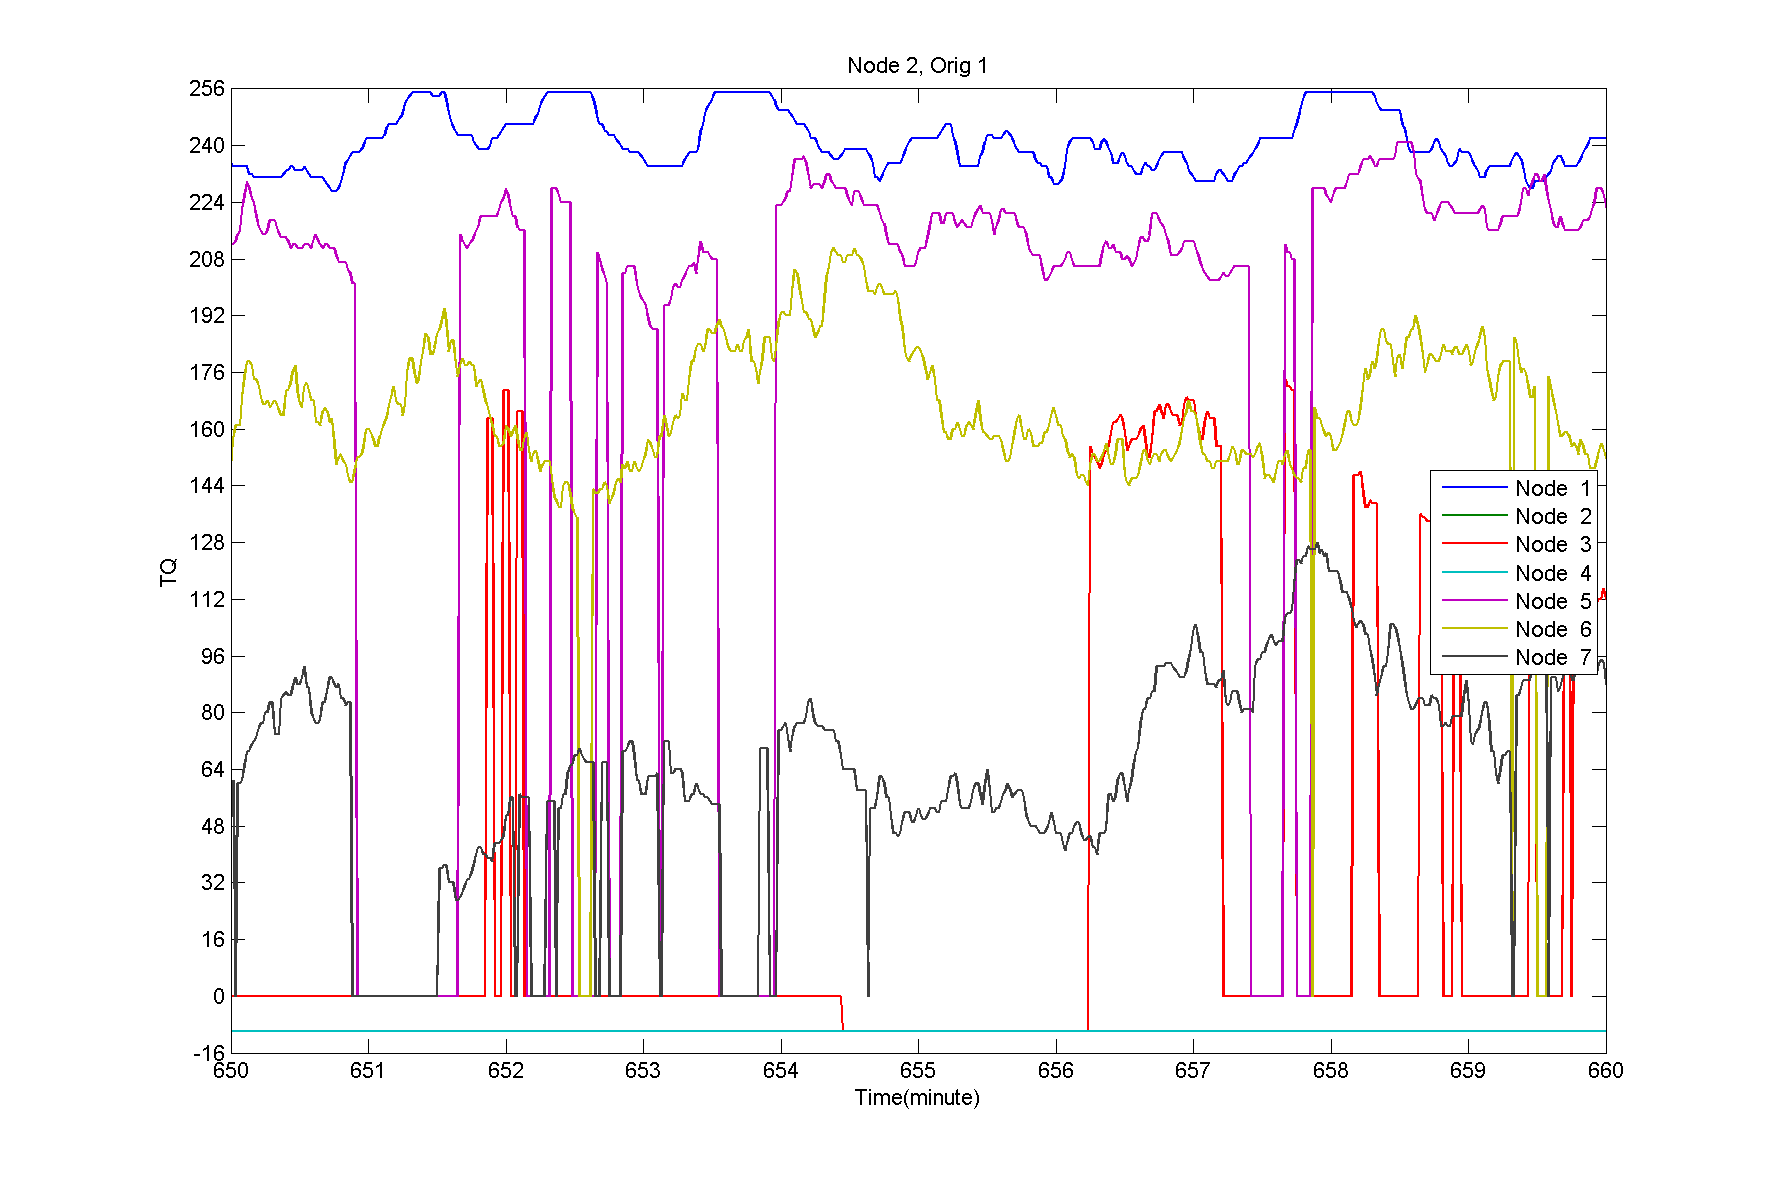 Node 2, Orig 1
256
240
224
208
192
176
160
144
128
112
96
80
64
48
32
16
0
-16
TQ
Node 1
Node 2
Node 3
Node 4
Node 5
Node 6
Node 7
650 651 652 653 654 655 656 657 658 659 660
Time(minute)